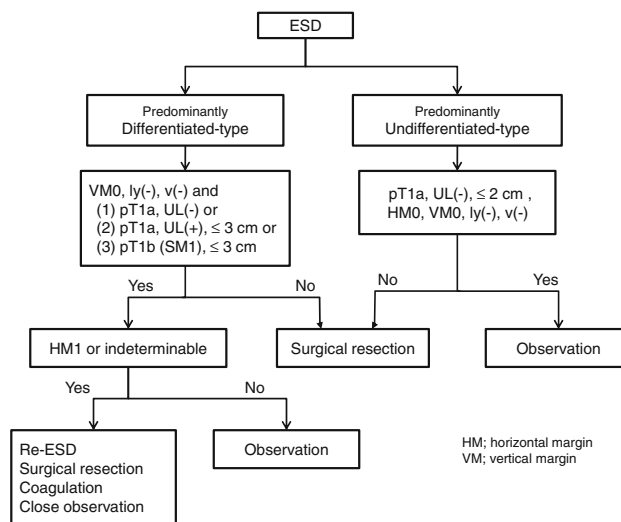 ESD
Predominantly
Differentiated-type
Predominantly
Undifferentiated-type
VM0, ly(-), v(-) and
(1) pT1a, UL(-) or
(2) pT1a, UL(+), ≤ 3 cm or
(3) pT1b (SM1), ≤ 3 cm
pT1a, UL(-), ≤ 2 cm ,
HM0, VM0, ly(-), v(-)
Yes
No
No
Yes
HM1 or indeterminable
Surgical resection
Observation
Yes
No
Re-ESD
Surgical resection
Coagulation
Close observation
Observation
HM; horizontal margin
VM; vertical margin